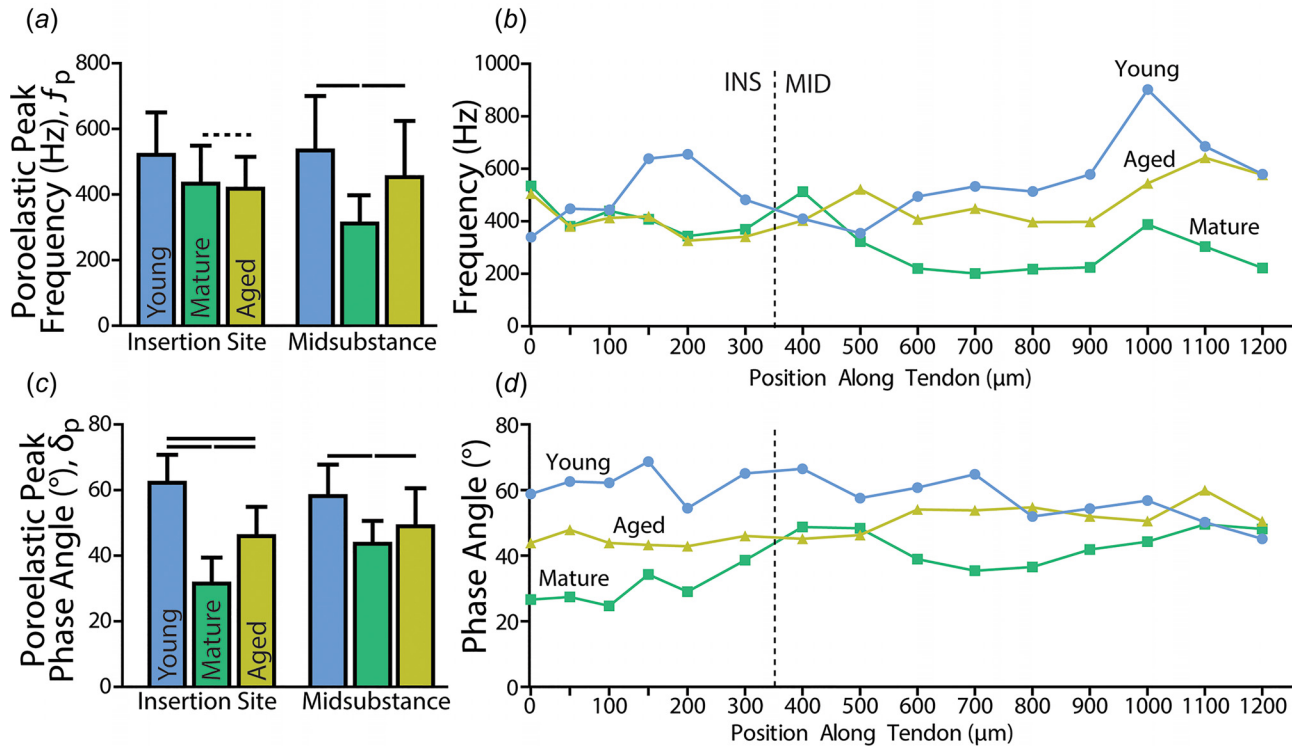 (a)
Poroelastic Peak
Frequency (Hz), fp
800
600
400
200
0
Young
Mature
Aged
Insertion Site
Midsubstance
(b)
Frequency (Hz)
1000
800
600
400
200
0
INS
MID
Young
Aged
Mature
0
100
200
300
400
500
600
700
800
900
1000
1100
1200
Position Along Tendon (µm)
(c)
Poroelastic Peak
Phase Angle (°), δp
80
60
40
20
0
Young
Mature
Aged
Insertion Site
Midsubstance
(d)
Phase Angle (°)
80
60
40
20
0
Young
Aged
Mature
0
100
200
300
400
500
600
700
800
900
1000
1100
1200
Position Along Tendon (µm)